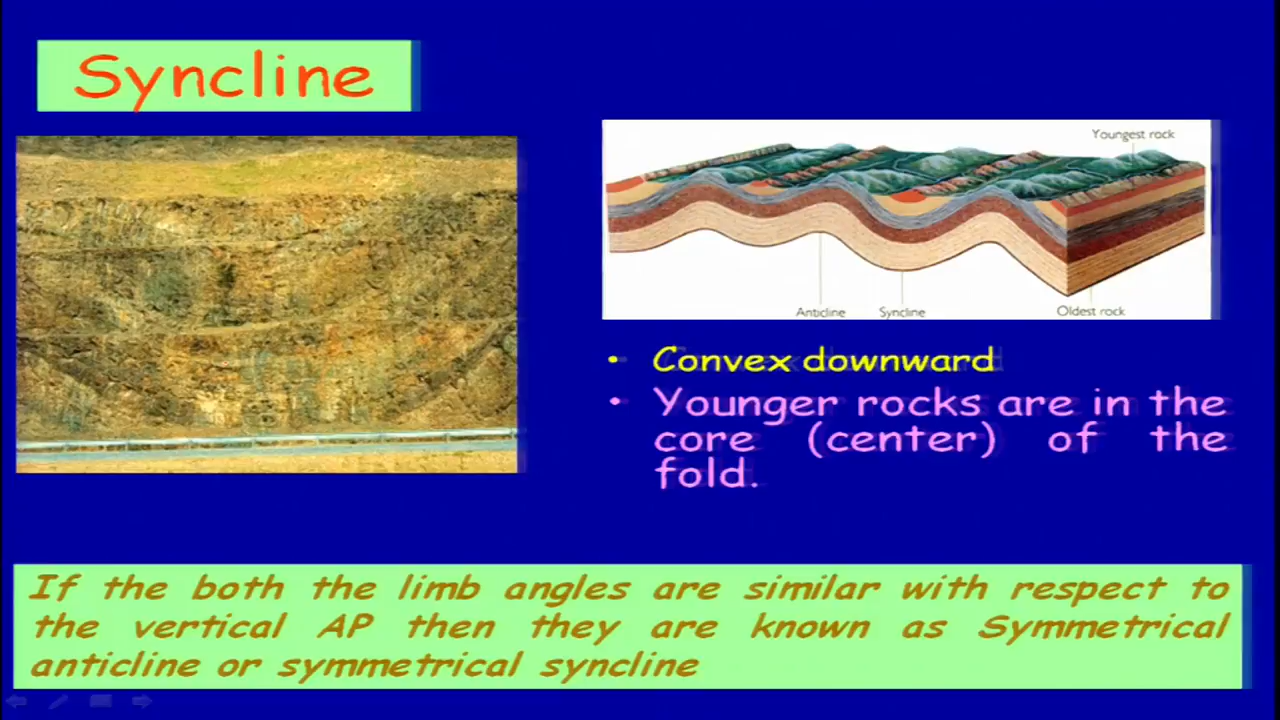 Syncline
Youngest rock
Anticline
Syncline
Oldest rock
• Convex downward
• Younger rocks are in the
core (center) of the
fold.
If the both the limb angles are similar with respect to
the vertical AP then they are known as Symmetrical
anticline or symmetrical syncline